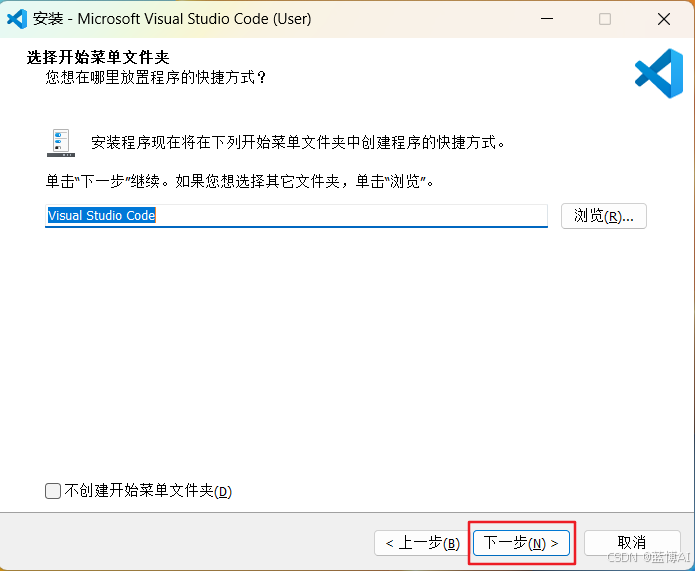 安装 - Microsoft Visual Studio Code (User)
选择开始菜单文件夹
您想在哪里放置程序的快捷方式？
安装程序现在将在下列开始菜单文件夹中创建程序的快捷方式。
单击“下一步”继续。如果您想选择其它文件夹，单击“浏览”。
Visual Studio Code
浏览(R)...
不创建开始菜单文件夹(D)
< 上一步(B)
下一步(N) >
取消
CSDN @蓝博AI